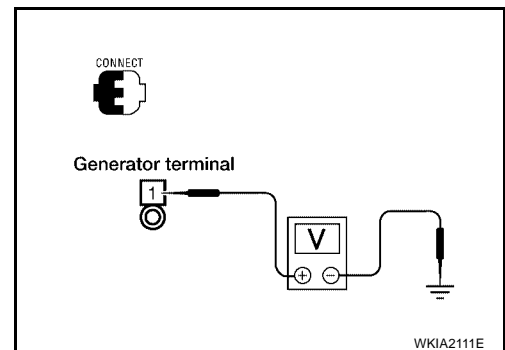 CONNECT
Generator terminal
1
V
+ −
WKIA2111E